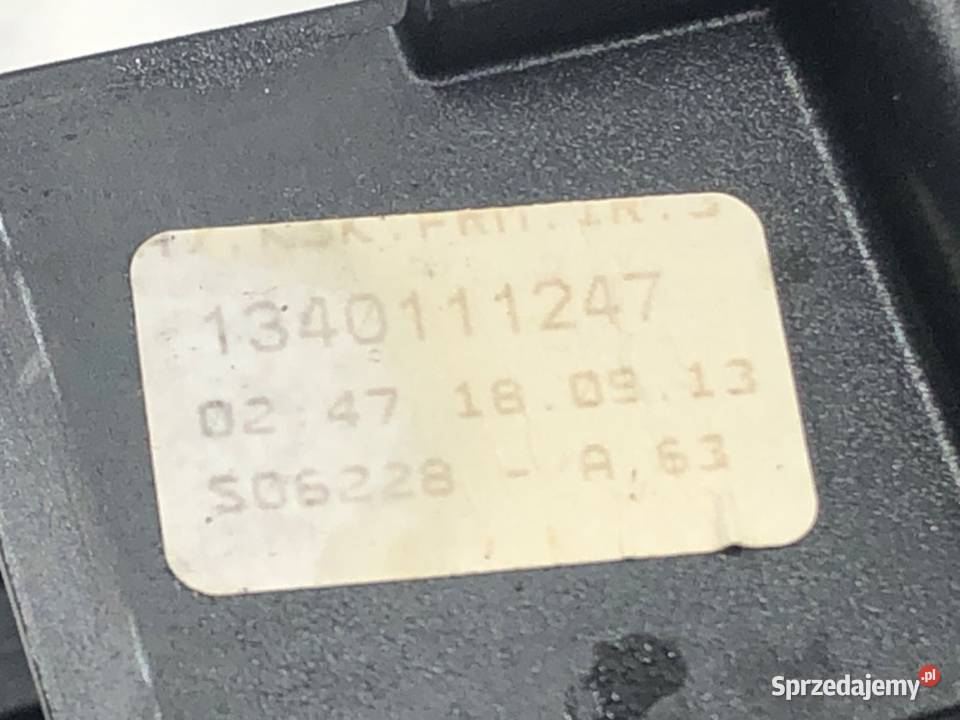 1340111247
02:47 18.09.13
S06228 - A,63
Sprzedajemy.pl